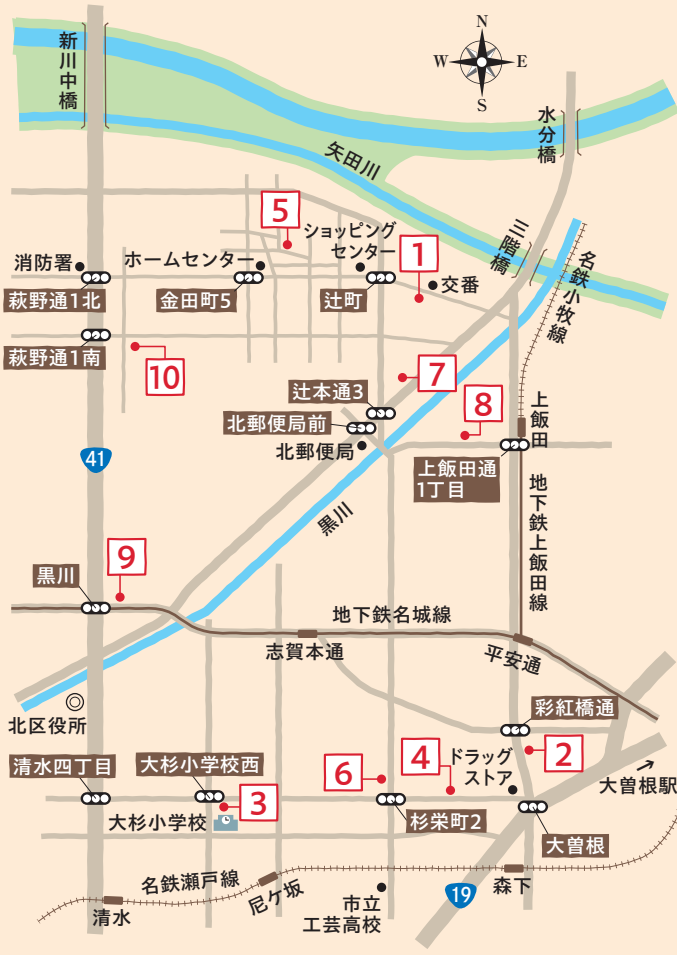 N
W
E
S
新川中橋
水分橋
矢田川
三階橋
名鉄小牧線
5
ショッピング
センター
1
交番
消防署
ホームセンター
萩野通1北
金田町5
辻町
萩野通1南
10
7
辻本通3
北郵便局前
北郵便局
8
上飯田
上飯田通
1丁目
地下鉄上飯田線
41
黒川
9
黒川
地下鉄名城線
志賀本通
平安通
北区役所
彩紅橋通
清水四丁目
大杉小学校西
6
4
ドラッグ
ストア
2
大曽根駅
3
大杉小学校
杉栄町2
大曽根
名鉄瀬戸線
尼ケ坂
清水
市立
工芸高校
19
森下